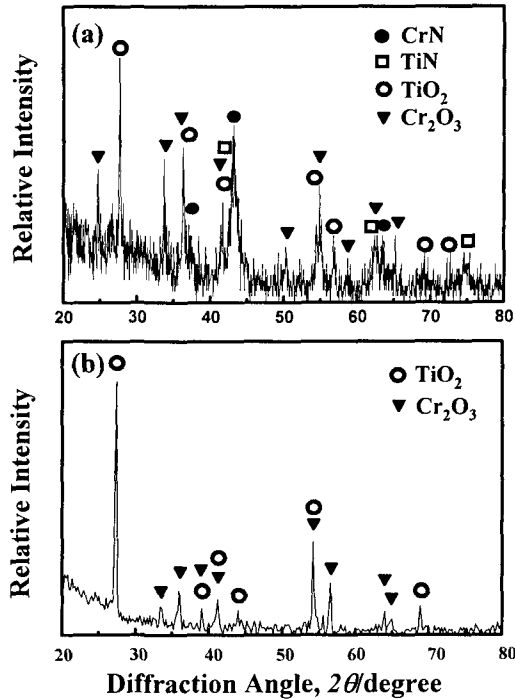 (a)
CrN
TiN
TiO2
Cr2O3
Relative Intensity
20 30 40 50 60 70 80
(b)
TiO2
Cr2O3
Relative Intensity
20 30 40 50 60 70 80
Diffraction Angle, 2θ/degree